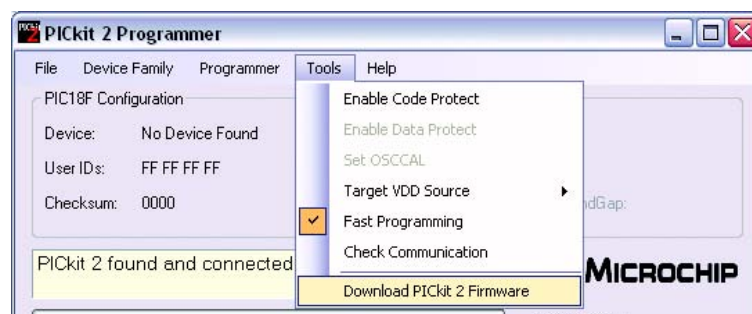 PICkit 2 Programmer
File Device Family Programmer Tools Help
PIC18F Configuration
Device: No Device Found
User IDs: FF FF FF FF
Checksum: 0000
Enable Code Protect
Enable Data Protect
Set OSCCAL
Target VDD Source
Fast Programming
Check Communication
Download PICkit 2 Firmware
PICkit 2 found and connected
MICROCHIP